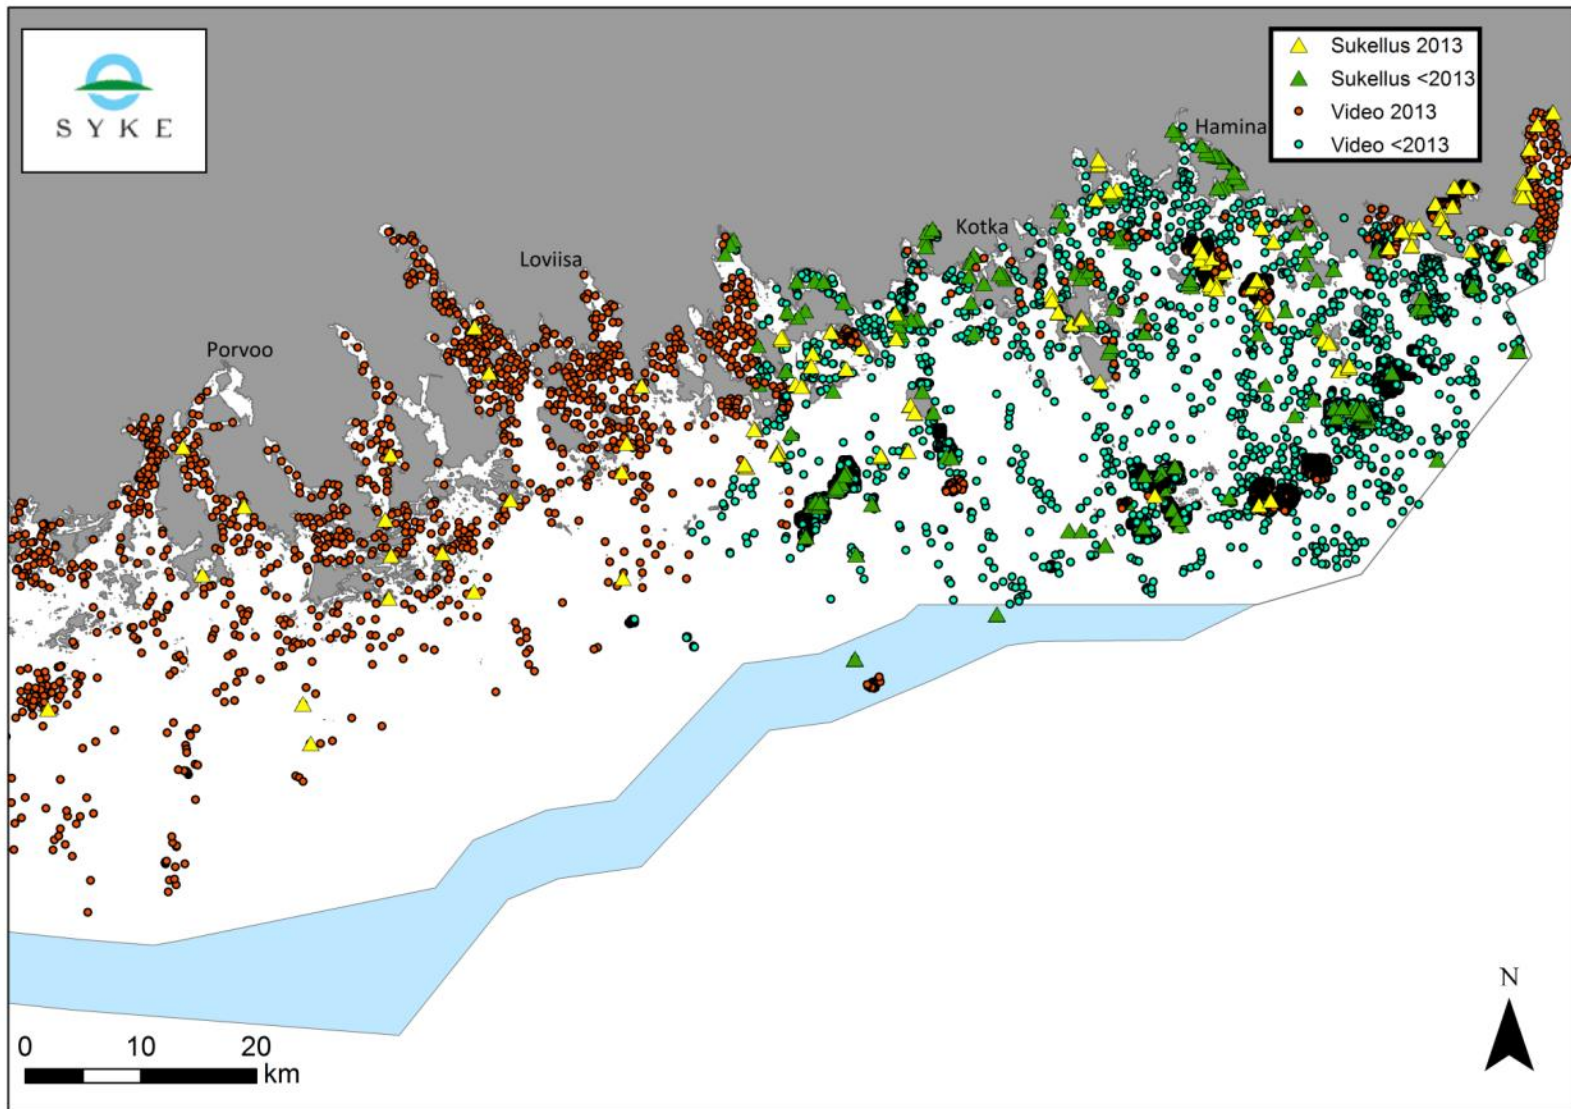 SYKE
Sukellus 2013
Sukellus <2013
Video 2013
Video <2013
Hamina
Kotka
Loviisa
Porvoo
N
0 10 20
km